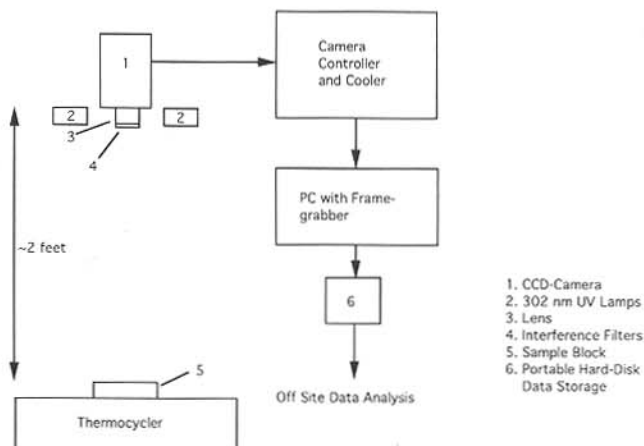 1
Camera
Controller
and Cooler
2
2
3
4
PC with Frame-
grabber
~2 feet
6
1. CCD-Camera
2. 302 nm UV Lamps
3. Lens
4. Interference Filters
5. Sample Block
6. Portable Hard-Disk
Data Storage
5
Off Site Data Analysis
Thermocycler